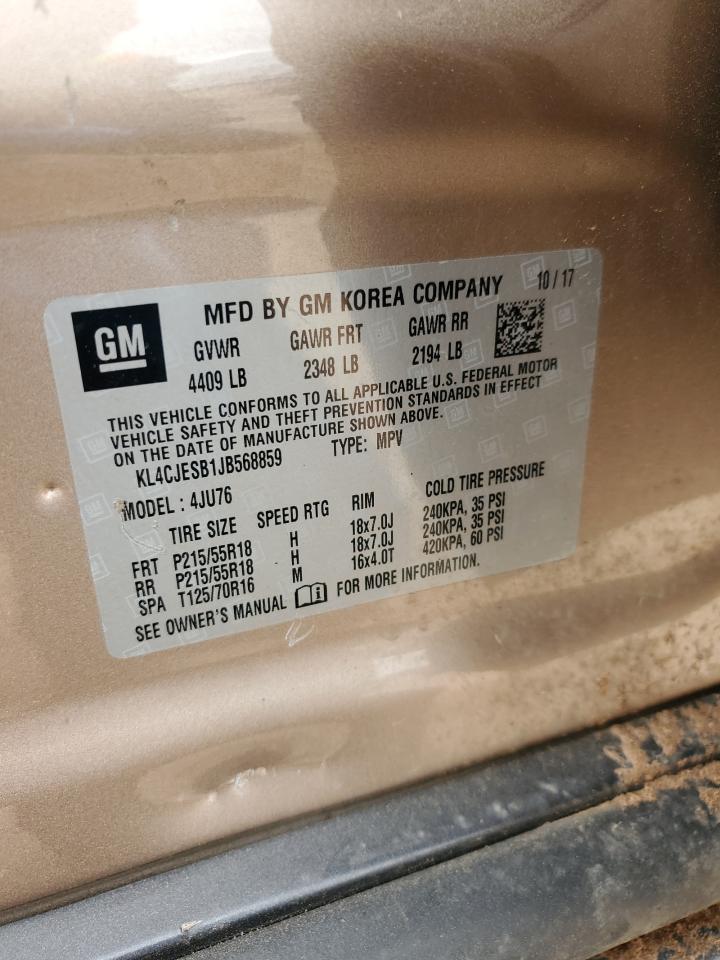 GM
MFD BY GM KOREA COMPANY 10 / 17
GVWR GAWR FRT GAWR RR
4409 LB 2348 LB 2194 LB
THIS VEHICLE CONFORMS TO ALL APPLICABLE U.S. FEDERAL MOTOR
VEHICLE SAFETY AND THEFT PREVENTION STANDARDS IN EFFECT
ON THE DATE OF MANUFACTURE SHOWN ABOVE.
KL4CJESB1JB568859 TYPE: MPV
MODEL : 4JU76
TIRE SIZE SPEED RTG RIM COLD TIRE PRESSURE
FRT P215/55R18 H 18x7.0J 240KPA, 35 PSI
RR P215/55R18 H 18x7.0J 240KPA, 35 PSI
SPA T125/70R16 M 16x4.0T 420KPA, 60 PSI
SEE OWNER'S MANUAL FOR MORE INFORMATION.